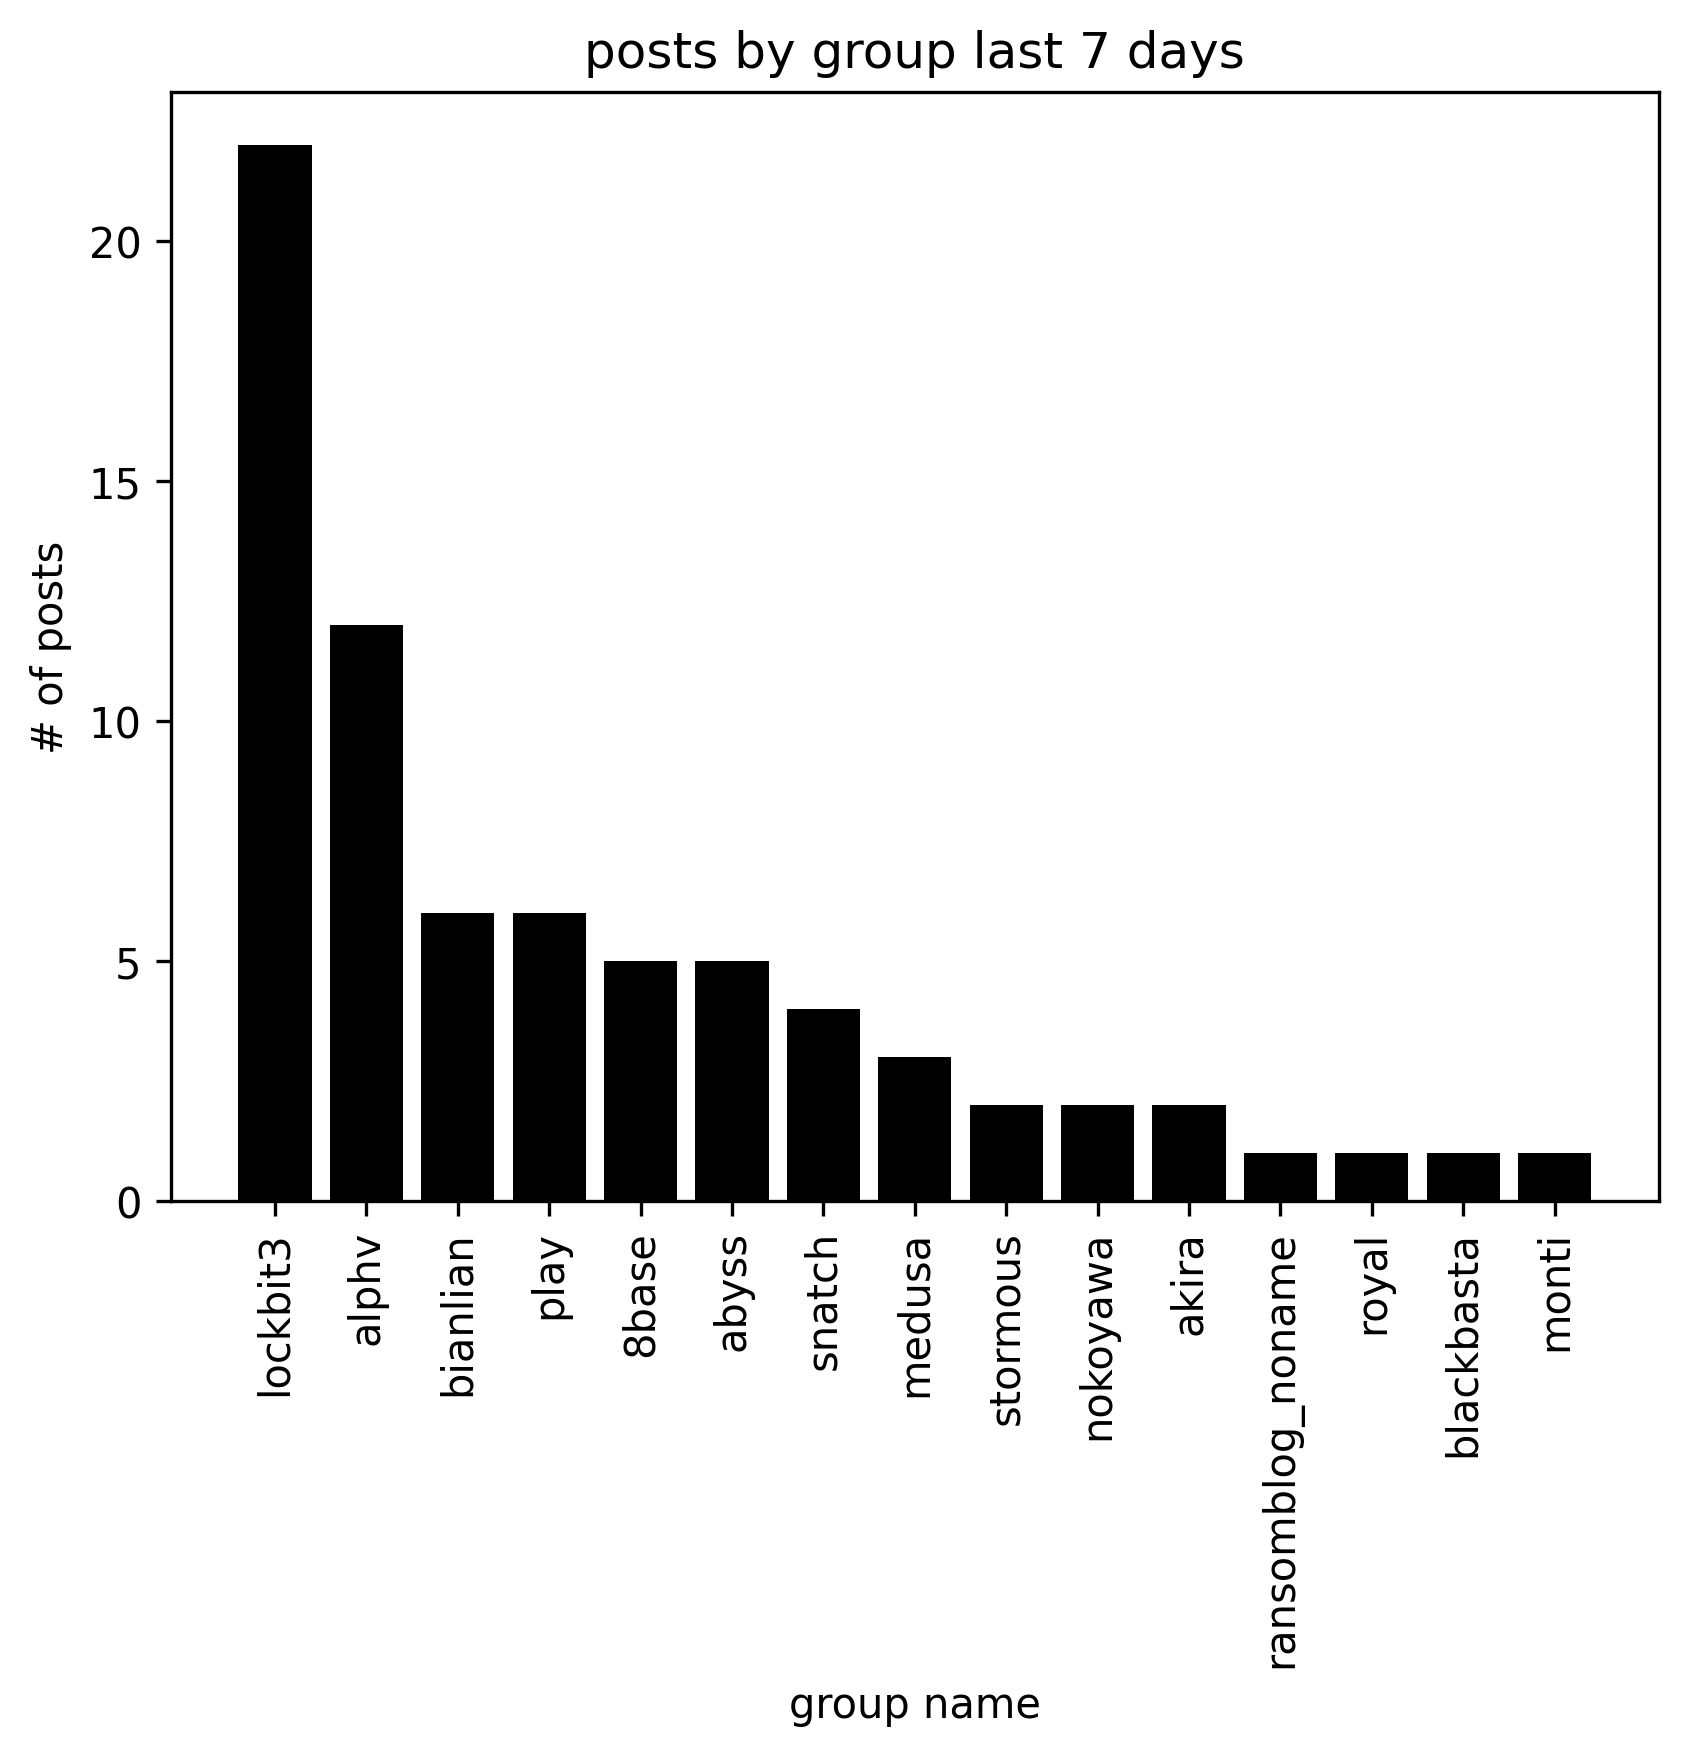 posts by group last 7 days
# of posts
20
15
10
5
0
lockbit3
alphv
bianlian
play
8base
abyss
snatch
medusa
stormous
nokoyawa
akira
ransomblog_noname
royal
blackbasta
monti
group name